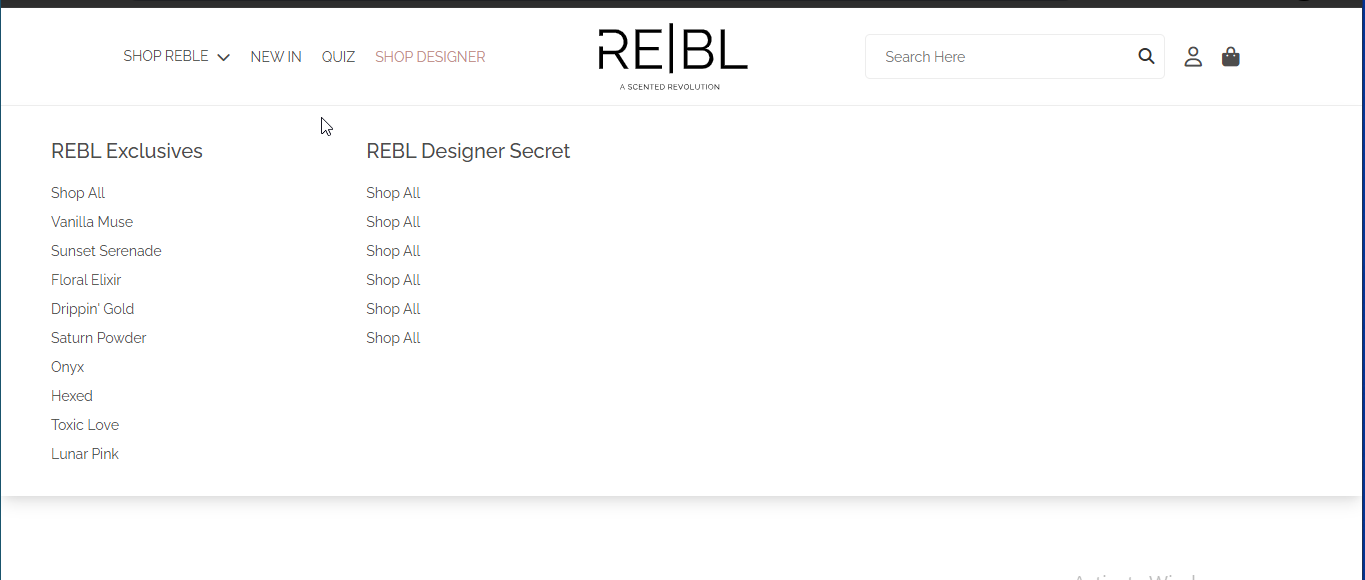 SHOP REBLE NEW IN QUIZ SHOP DESIGNER
RE|BL
A SCENTED REVOLUTION
Search Here
REBL Exclusives
Shop All
Vanilla Muse
Sunset Serenade
Floral Elixir
Drippin' Gold
Saturn Powder
Onyx
Hexed
Toxic Love
Lunar Pink
REBL Designer Secret
Shop All
Shop All
Shop All
Shop All
Shop All
Shop All